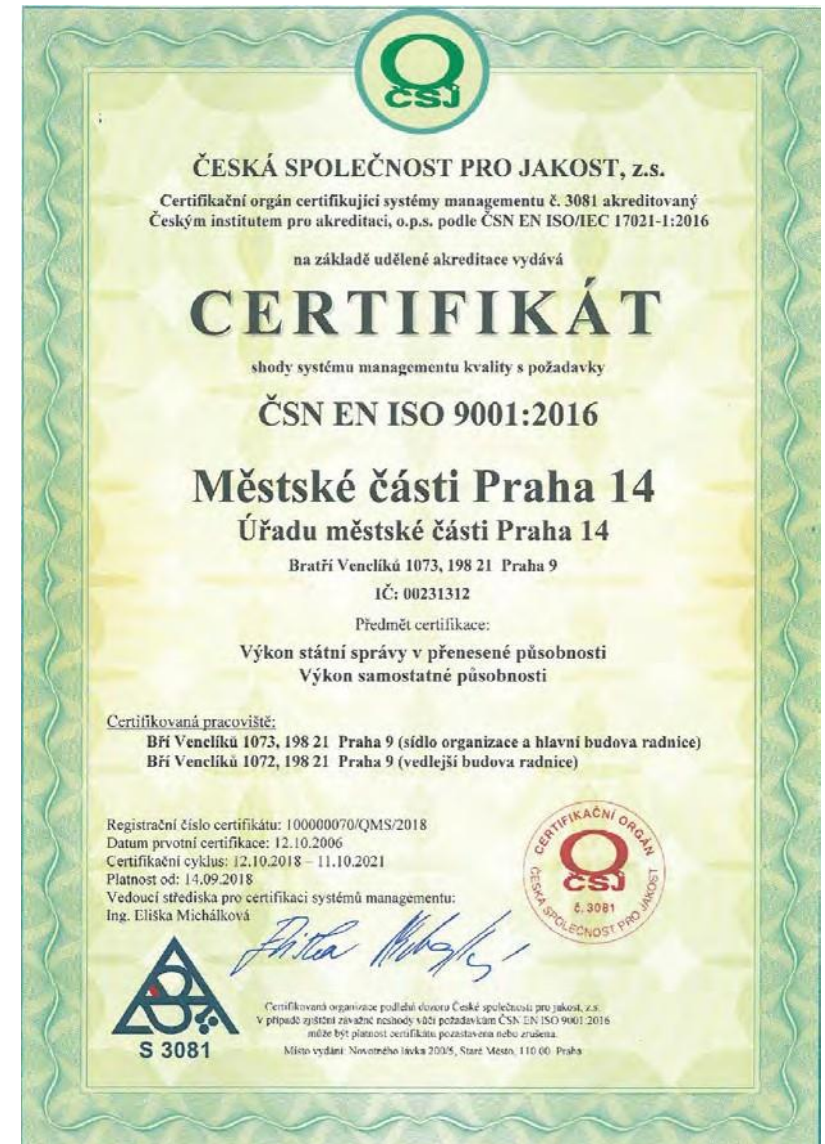 ČSJ
ČESKÁ SPOLEČNOST PRO JAKOST, z.s.
Certifikační orgán certifikující systémy managementu č. 3081 akreditovaný
Českým institutem pro akreditaci, o.p.s. podle ČSN EN ISO/IEC 17021-1:2016
na základě udělené akreditace vydává
CERTIFIKÁT
shody systému managementu kvality s požadavky
ČSN EN ISO 9001:2016
Městské části Praha 14
Úřadu městské části Praha 14
Bratří Venclíků 1073, 198 21 Praha 9
IČ: 00231312
Předmět certifikace:
Výkon státní správy v přenesené působnosti
Výkon samostatné působnosti
Certifikovaná pracoviště:
Bří Venclíků 1073, 198 21 Praha 9 (sídlo organizace a hlavní budova radnice)
Bří Venclíků 1072, 198 21 Praha 9 (vedlejší budova radnice)
Registrační číslo certifikátu: 100000070/QMS/2018
Datum prvotní certifikace: 12.10.2006
Certifikační cyklus: 12.10.2018 – 11.10.2021
Platnost od: 14.09.2018
Vedoucí střediska pro certifikaci systémů managementu:
Ing. Eliška Michálková
CERTIFIKAČNÍ ORGÁN
ČSJ
č. 3081
ČESKÁ SPOLEČNOST PRO JAKOST
S 3081
Certifikovaná organizace podléhá dozoru České společnosti pro jakost, z.s.
V případě zjištění závažné neshody vůči požadavkům ČSN EN ISO 9001:2016
může být platnost certifikátu pozastavena nebo zrušena.
Místo vydání: Novotného lávka 200/5, Staré Město, 110 00 Praha